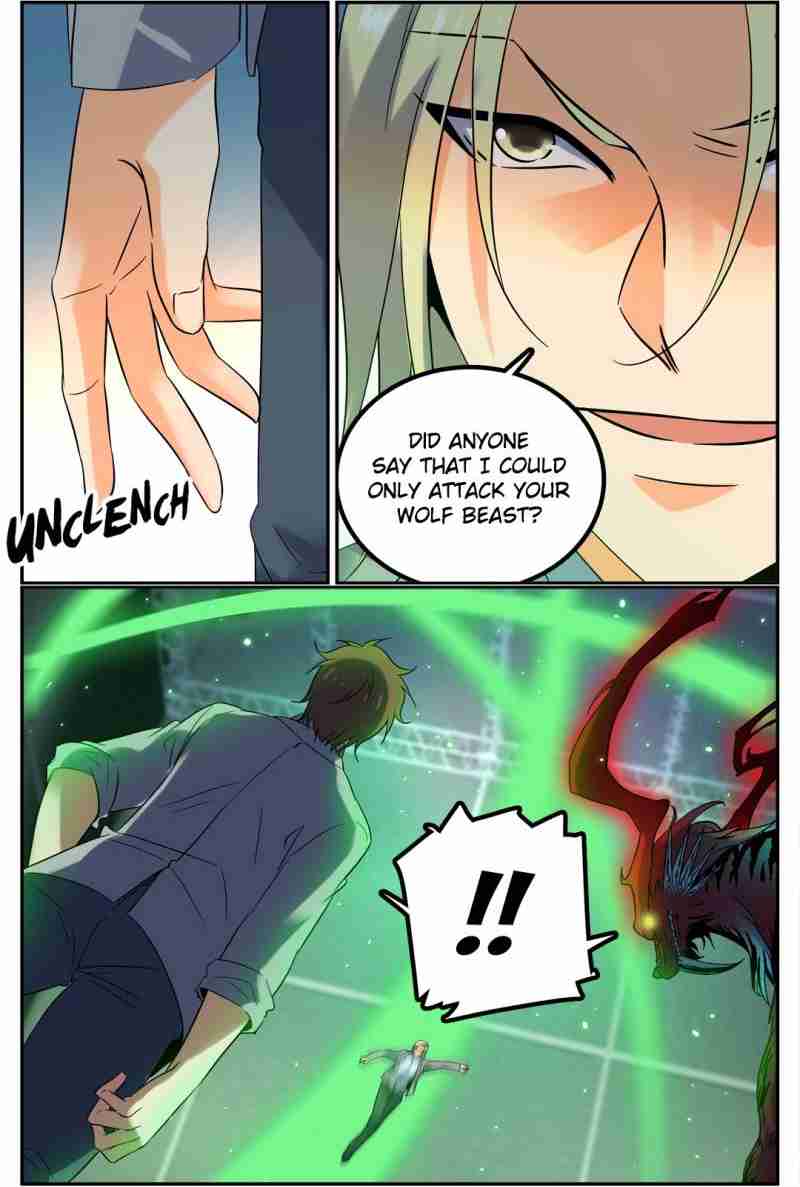 UNCLENCH
DID ANYONE
SAY THAT I COULD
ONLY ATTACK YOUR
WOLF BEAST?
!!